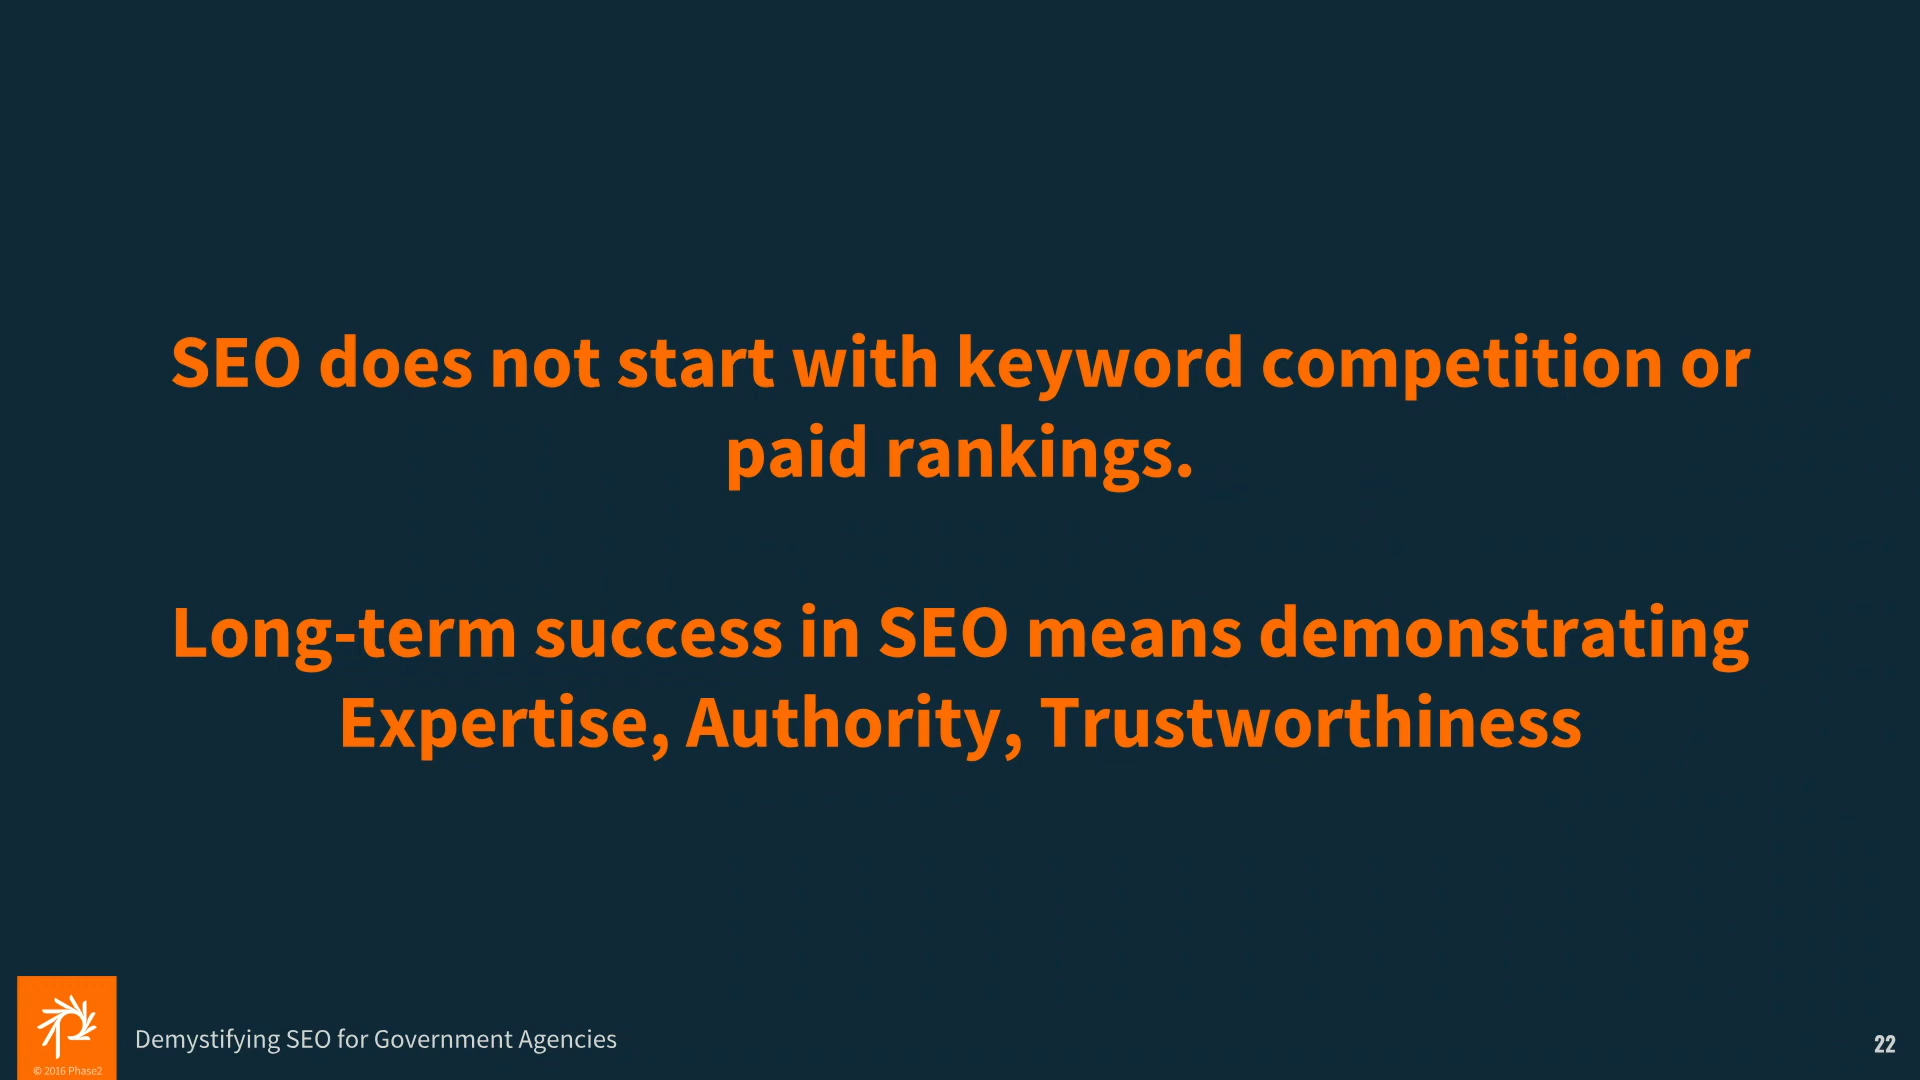 SEO does not start with keyword competition or
paid rankings.
Long-term success in SEO means demonstrating
Expertise, Authority, Trustworthiness
Demystifying SEO for Government Agencies
22
© 2016 Phase2